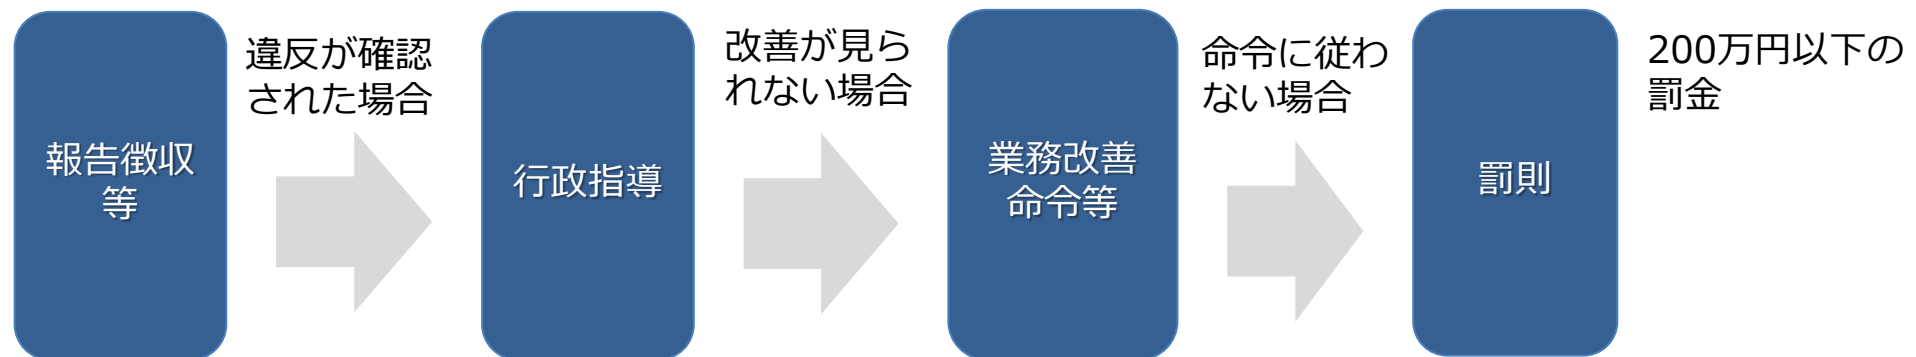 報告徴収
等
違反が確認
された場合
行政指導
改善が見ら
れない場合
業務改善
命令等
命令に従わ
ない場合
罰則
200万円以下の
罰金